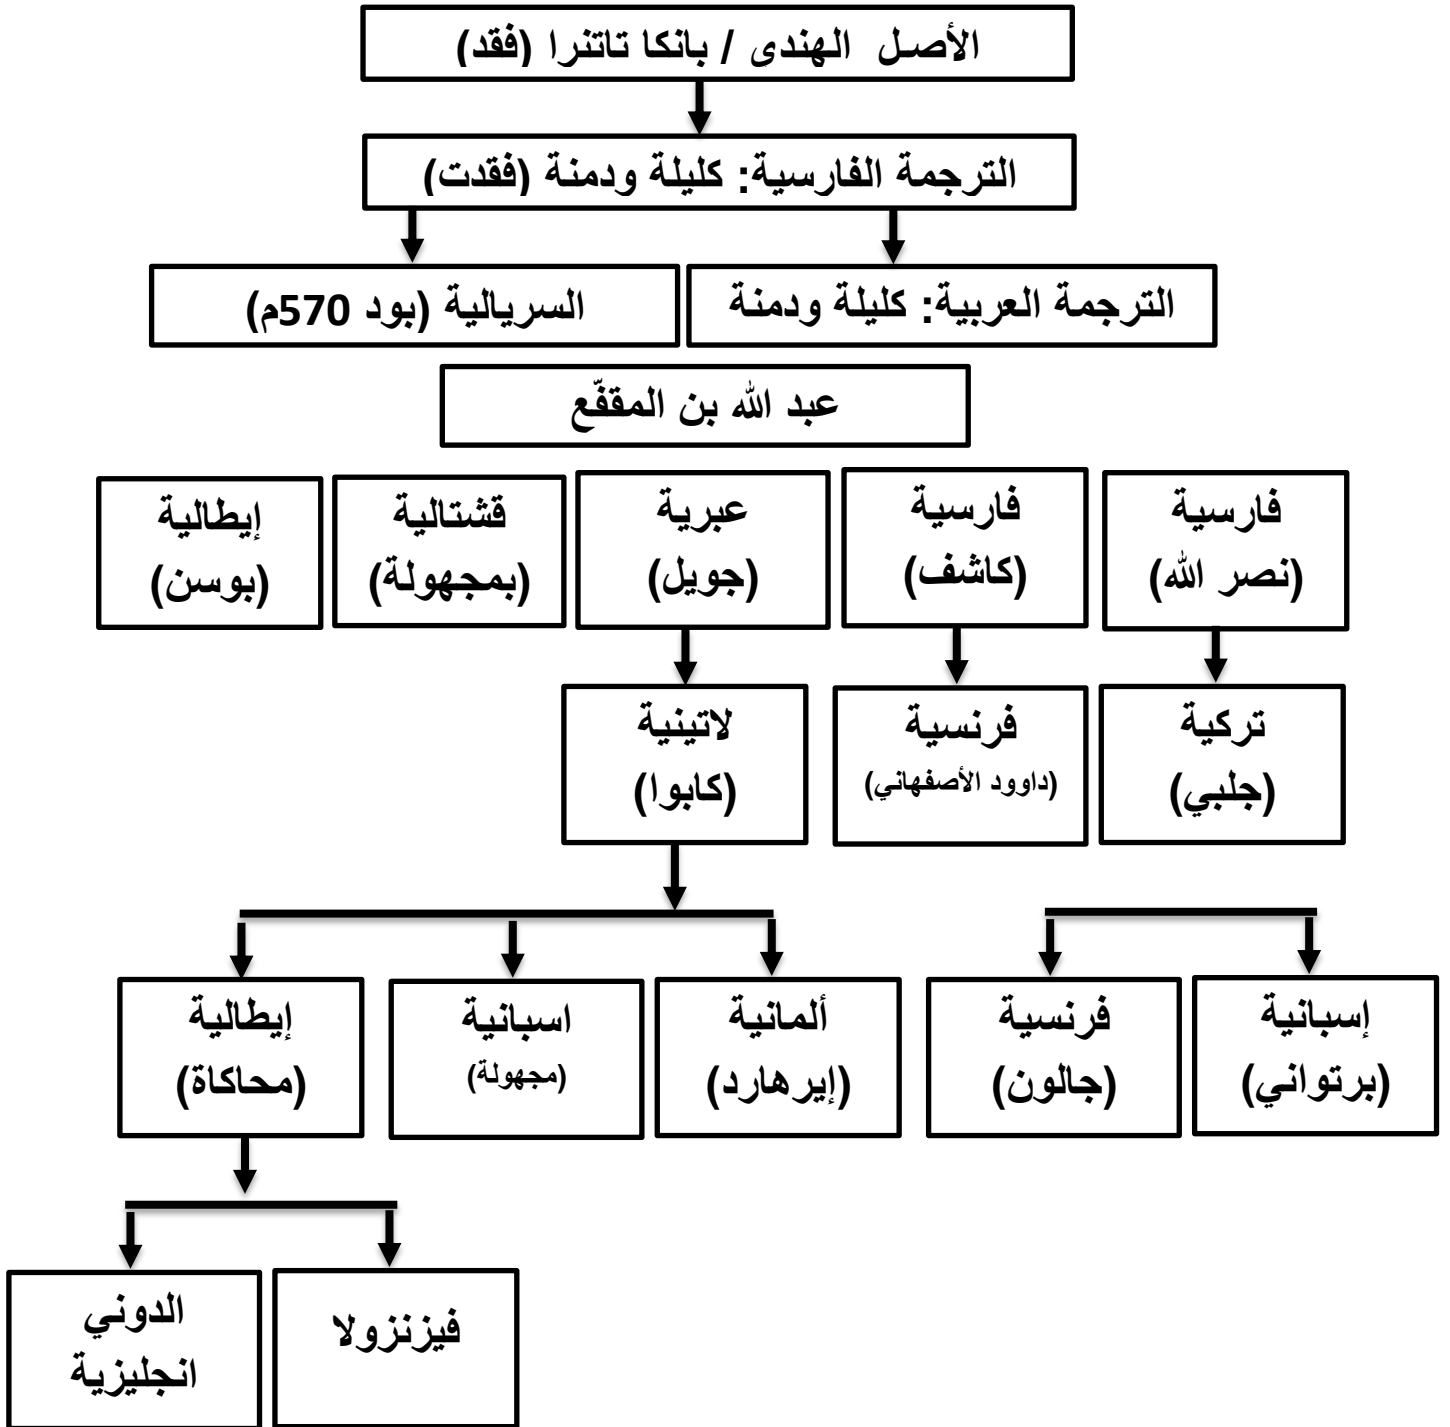 الأصل الهندى / بانكا تاتنرا (فقد)
الترجمة الفارسية: كليلة ودمنة (فقدت)
الترجمة العربية: كليلة ودمنة
السريالية (بود 570م)
عبد الله بن المقفّع
فارسية
(نصر الله)
فارسية
(كاشف)
عبرية
(جويل)
قشتالية
(بمجهولة)
إيطالية
(بوسن)
تركية
(جلبي)
فرنسية
(داوود الأصفهاني)
لاتينية
(كابوا)
إسبانية
(برتواني)
فرنسية
(جالون)
ألمانية
(إيرهارد)
اسبانية
(مجهولة)
إيطالية
(محاكاة)
فيزنزولا
الدوني
انجليزية